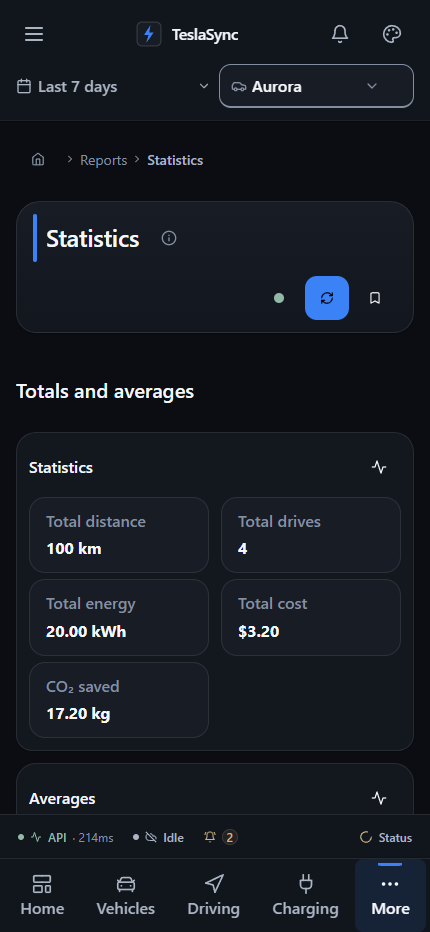 TeslaSync
Last 7 days
Aurora
Reports
Statistics
Statistics
Totals and averages
Statistics
Total distance
100 km
Total drives
4
Total energy
20.00 kWh
Total cost
$3.20
CO₂ saved
17.20 kg
Averages
API · 214ms
Idle
2
Status
Home
Vehicles
Driving
Charging
More